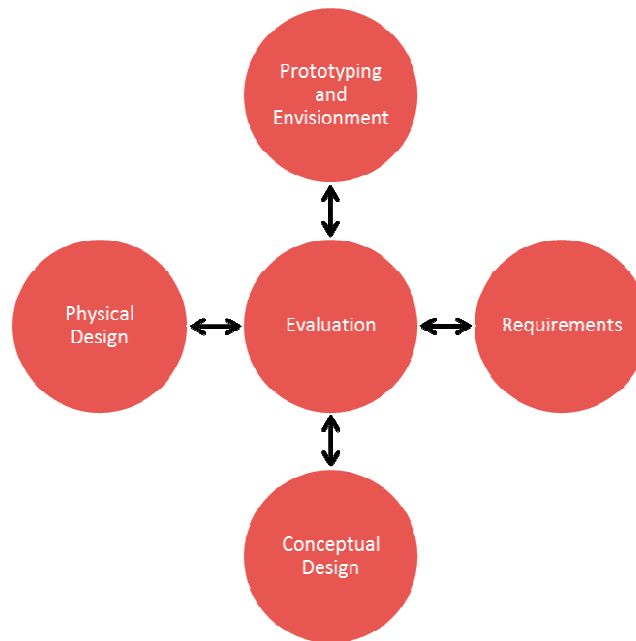 Prototyping
and
Envisionment
Physical
Design
Evaluation
Requirements
Conceptual
Design